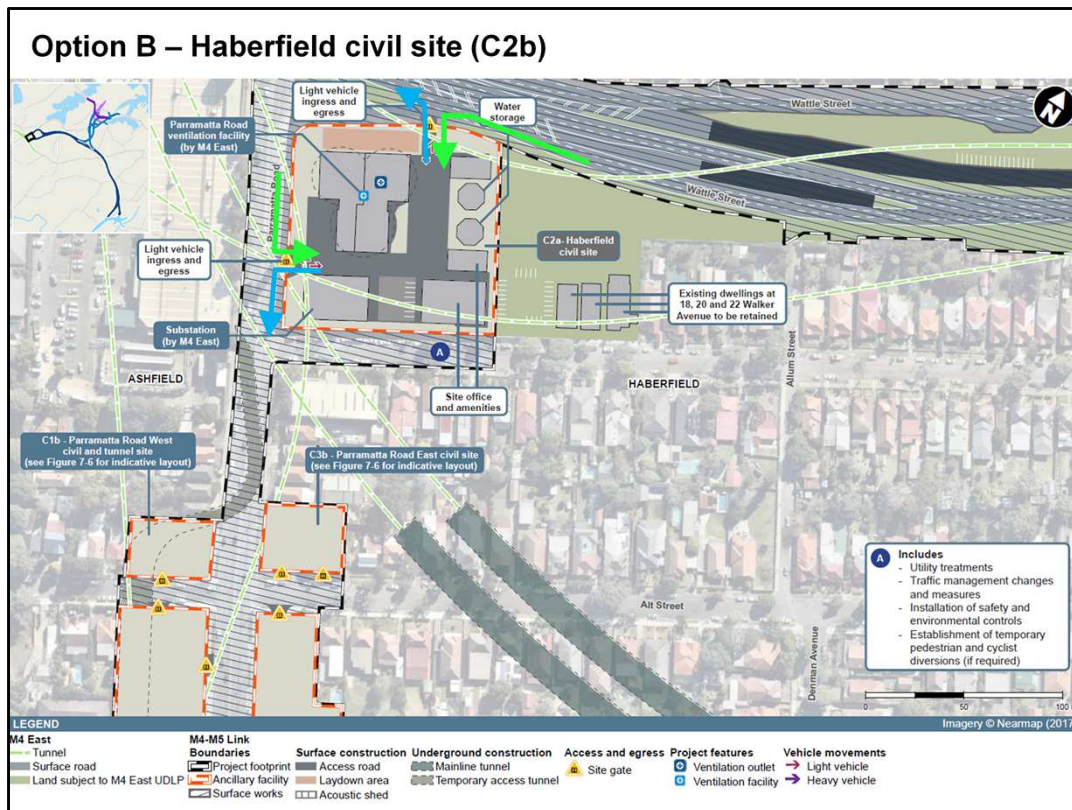 Option B – Haberfield civil site (C2b)
Light vehicle
ingress and
egress
Water
storage
Wattle Street
N
Parramatta Road
ventilation facility
(by M4 East)
Wattle Street
Parramatta Road
C2a- Haberfield
civil site
Light vehicle
ingress and
egress
Existing dwellings at
18, 20 and 22 Walker
Avenue to be retained
Substation
(by M4 East)
A
ASHFIELD
HABERFIELD
Allum Street
Site office
and amenities
C1b - Parramatta Road West
civil and tunnel site
(see Figure 7-6 for indicative layout)
C3b - Parramatta Road East civil site
(see Figure 7-6 for indicative layout)
A Includes
- Utility treatments
- Traffic management changes
and measures
- Installation of safety and
environmental controls
- Establishment of temporary
pedestrian and cyclist
diversions (if required)
Alt Street
Denman Avenue
0 50 100
LEGEND
Imagery © Nearmap (2017
M4 East
Tunnel
Surface road
Land subject to M4 East UDLP
M4-M5 Link
Boundaries
Project footprint
Ancillary facility
Surface works
Surface construction
Access road
Laydown area
Acoustic shed
Underground construction
Mainline tunnel
Temporary access tunnel
Access and egress
Site gate
Project features
Ventilation outlet
Ventilation facility
Vehicle movements
Light vehicle
Heavy vehicle